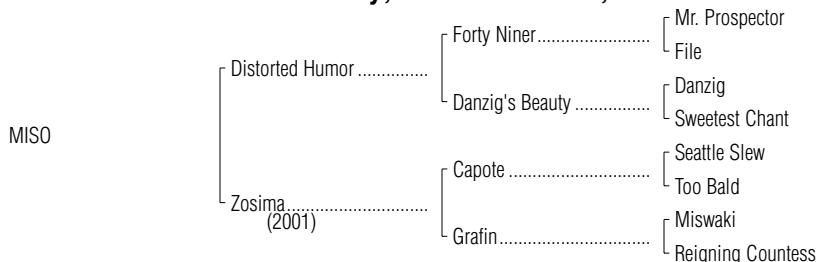 Mr. Prospector
Forty Niner
File
Distorted Humor
Danzig
Danzig's Beauty
Sweetest Chant
MISO
Seattle Slew
Capote
Too Bald
Zosima
(2001)
Miswaki
Grafin
Reigning Countess